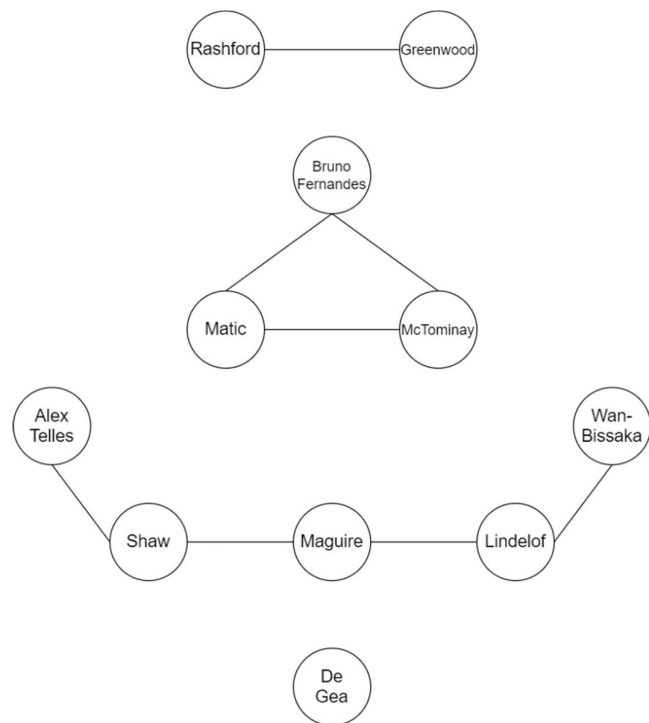 Rashford
Greenwood
Bruno
Fernandes
Matic
McTominay
Alex
Telles
Wan-
Bissaka
Shaw
Maguire
Lindelof
De
Gea